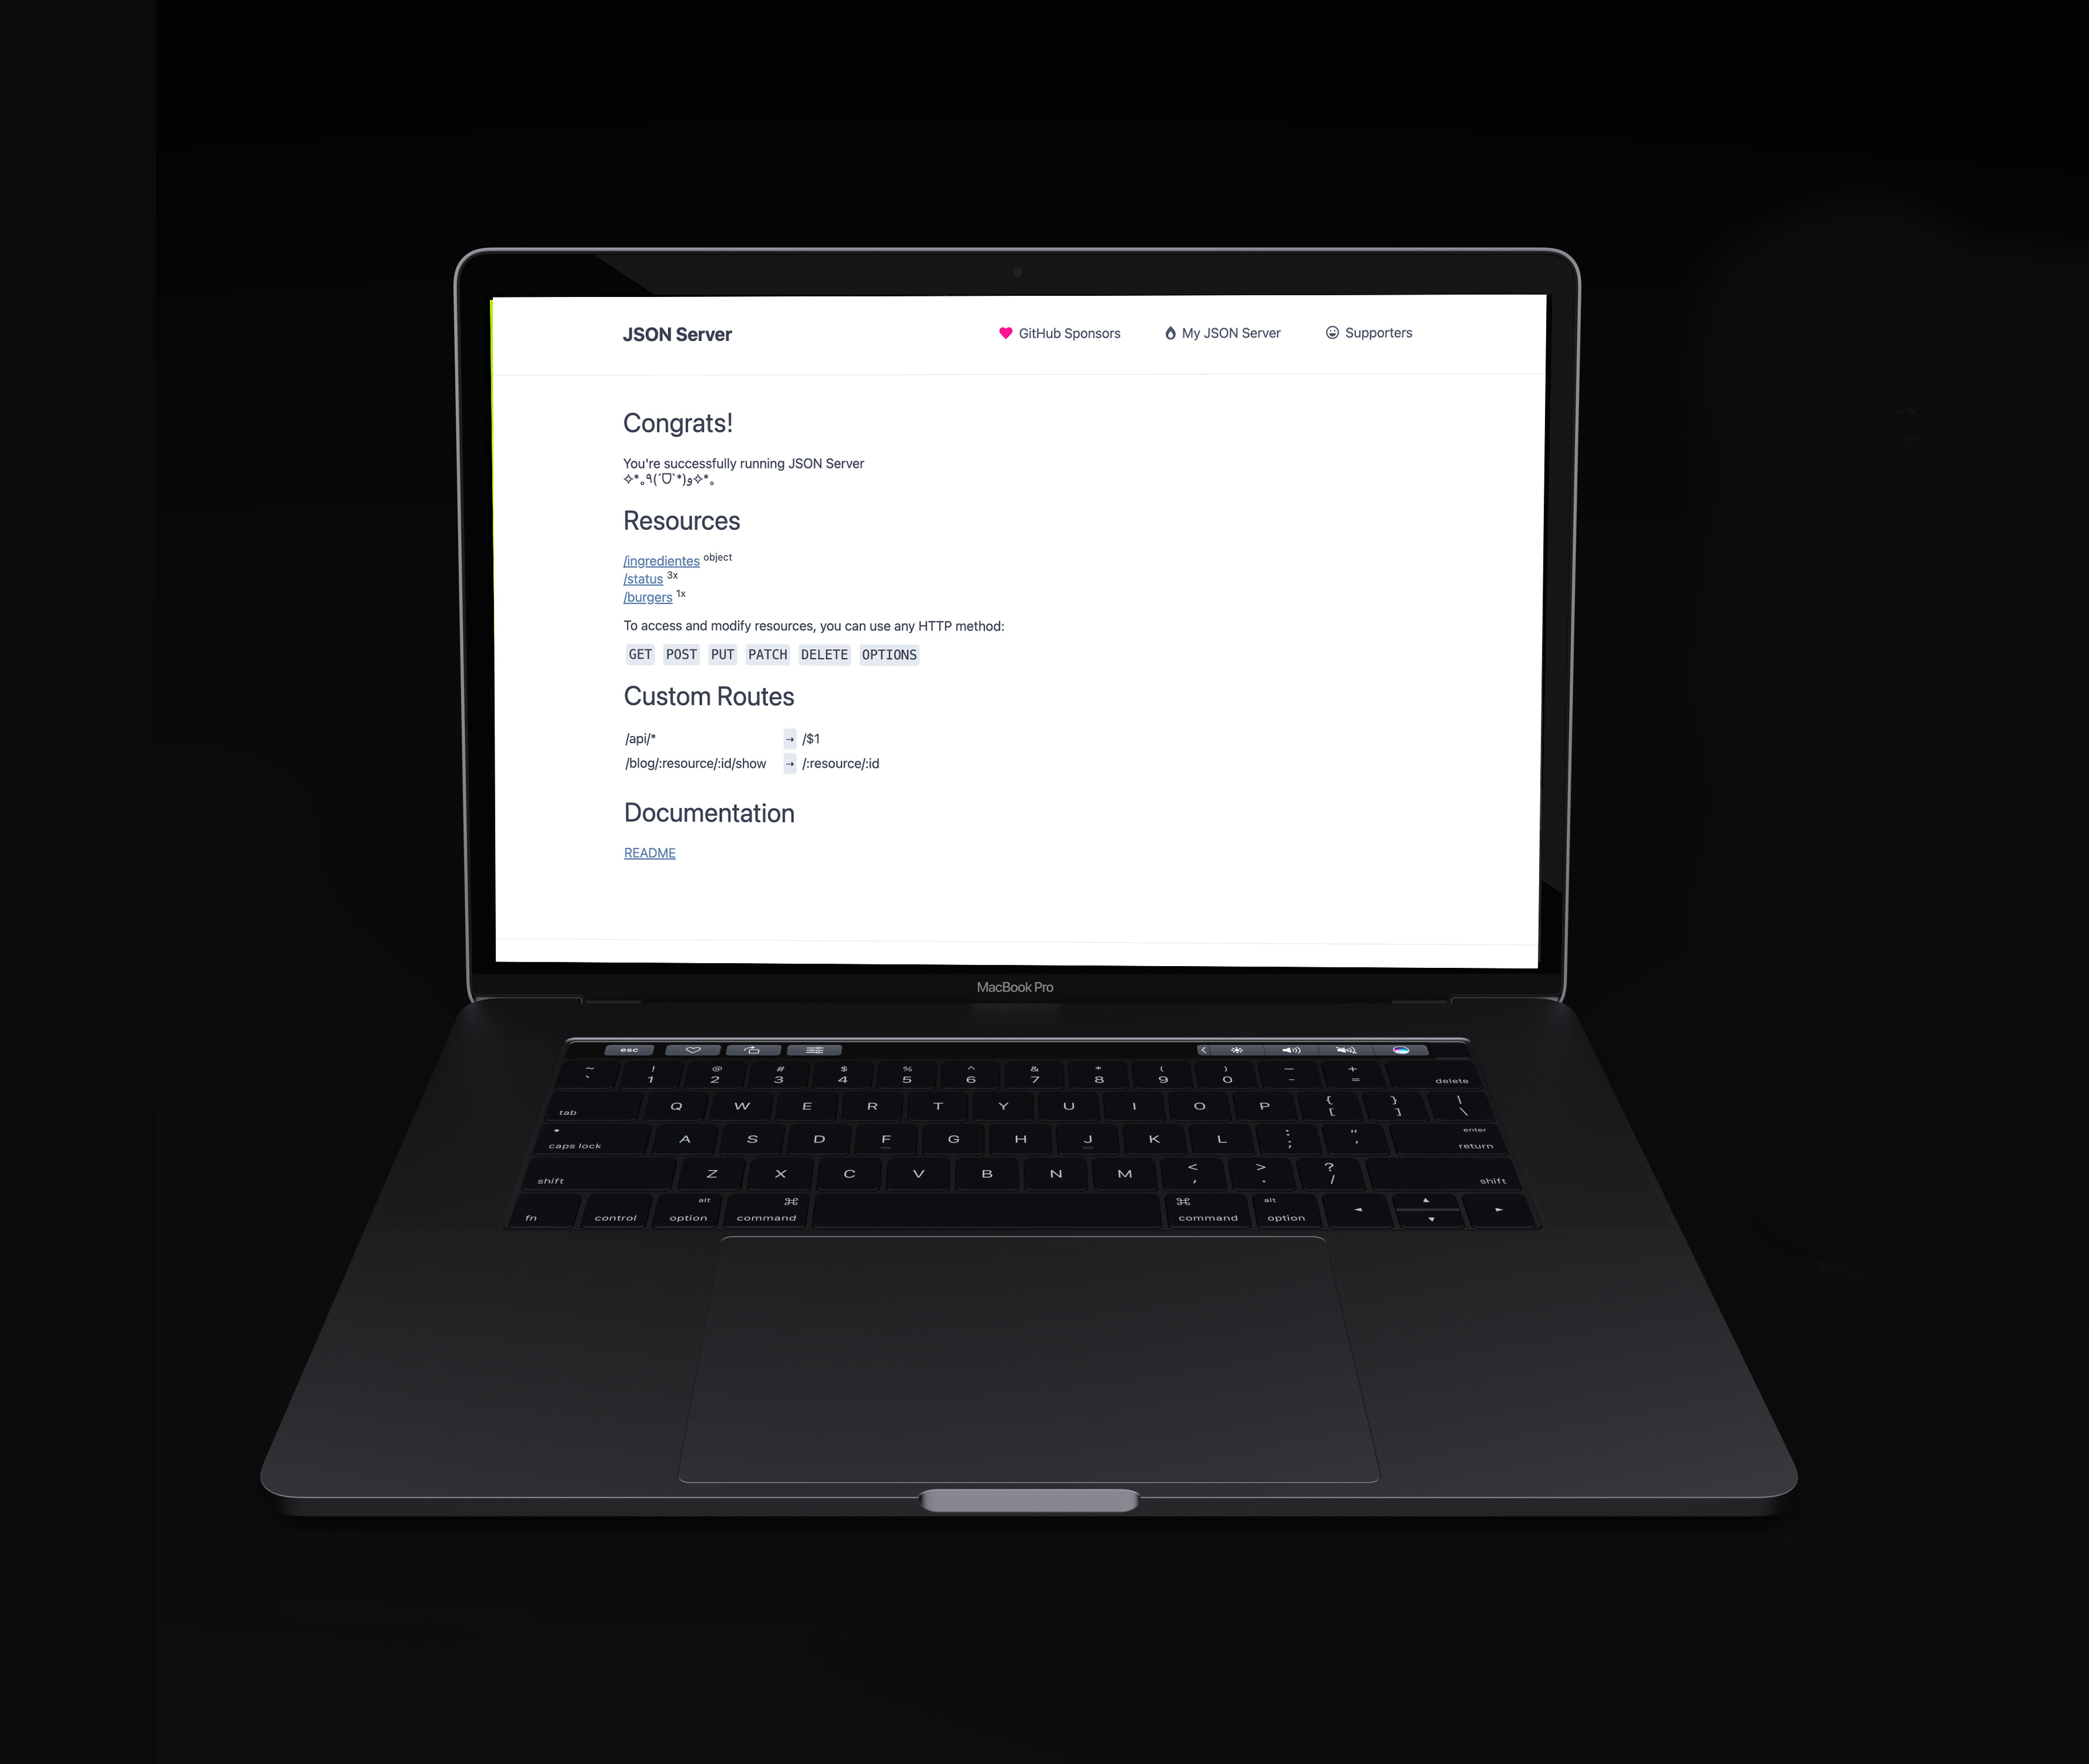 JSON Server
GitHub Sponsors My JSON Server Supporters
Congrats!
You're successfully running JSON Server
✧*｡٩(ˊᗜˋ*)و✧*｡
Resources
/ingredientes object
/status 3x
/burgers 1x
To access and modify resources, you can use any HTTP method:
GET POST PUT PATCH DELETE OPTIONS
Custom Routes
/api/* → /$1
/blog/:resource/:id/show → /:resource/:id
Documentation
README
MacBook Pro
esc
~ ! @ # $ % ^ & * ( ) — +
` 1 2 3 4 5 6 7 8 9 0 - = delete
tab Q W E R T Y U I O P { [ } ] | \
caps lock A S D F G H J K L : ; " ' enter return
shift Z X C V B N M < , > . ? / shift
fn control alt option ⌘ command ⌘ command alt option ◂ ▴ ▾ ▸